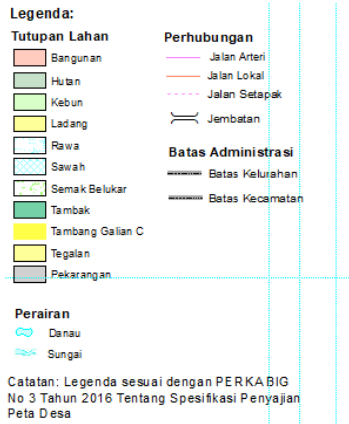 Legenda:
Tutupan Lahan
Bangunan
Hutan
Kebun
Ladang
Rawa
Sawah
Semak Belukar
Tambak
Tambang Galian C
Tegalan
Pekarangan
Perhubungan
Jalan Arteri
Jalan Lokal
Jalan Setapak
Jembatan
Batas Administrasi
Batas Kelurahan
Batas Kecamatan
Perairan
Danau
Sungai
Catatan: Legenda sesuai dengan PERKABIG
No 3 Tahun 2016 Tentang Spesifikasi Penyajian
Peta Desa